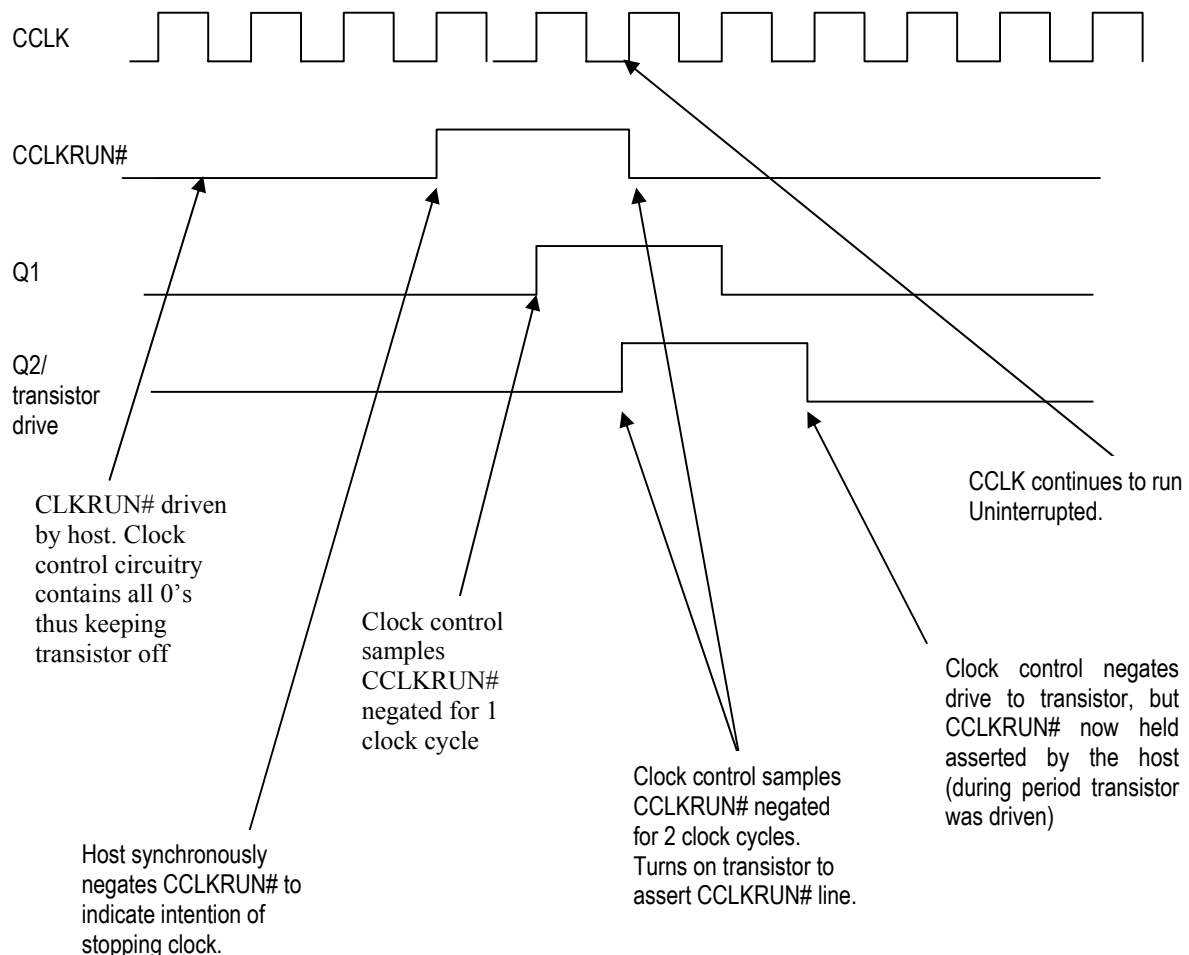 CCLK
CCLKRUN#
Q1
Q2/
transistor
drive
CLKRUN# driven
by host. Clock
control circuitry
contains all 0's
thus keeping
transistor off
Clock control
samples
CCLKRUN#
negated for 1
clock cycle
CCLK continues to run
Uninterrupted.
Clock control negates
drive to transistor, but
CCLKRUN# now held
asserted by the host
(during period transistor
was driven)
Clock control samples
CCLKRUN# negated
for 2 clock cycles.
Turns on transistor to
assert CCLKRUN# line.
Host synchronously
negates CCLKRUN# to
indicate intention of
stopping clock.